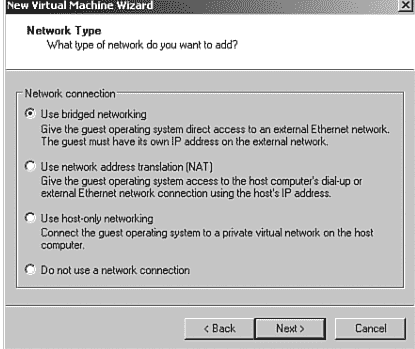 New Virtual Machine Wizard
Network Type
What type of network do you want to add?
Network connection
Use bridged networking
Give the guest operating system direct access to an external Ethernet network.
The guest must have its own IP address on the external network.
Use network address translation (NAT)
Give the guest operating system access to the host computer's dial-up or
external Ethernet network connection using the host's IP address.
Use host-only networking
Connect the guest operating system to a private virtual network on the host
computer.
Do not use a network connection
< Back Next > Cancel